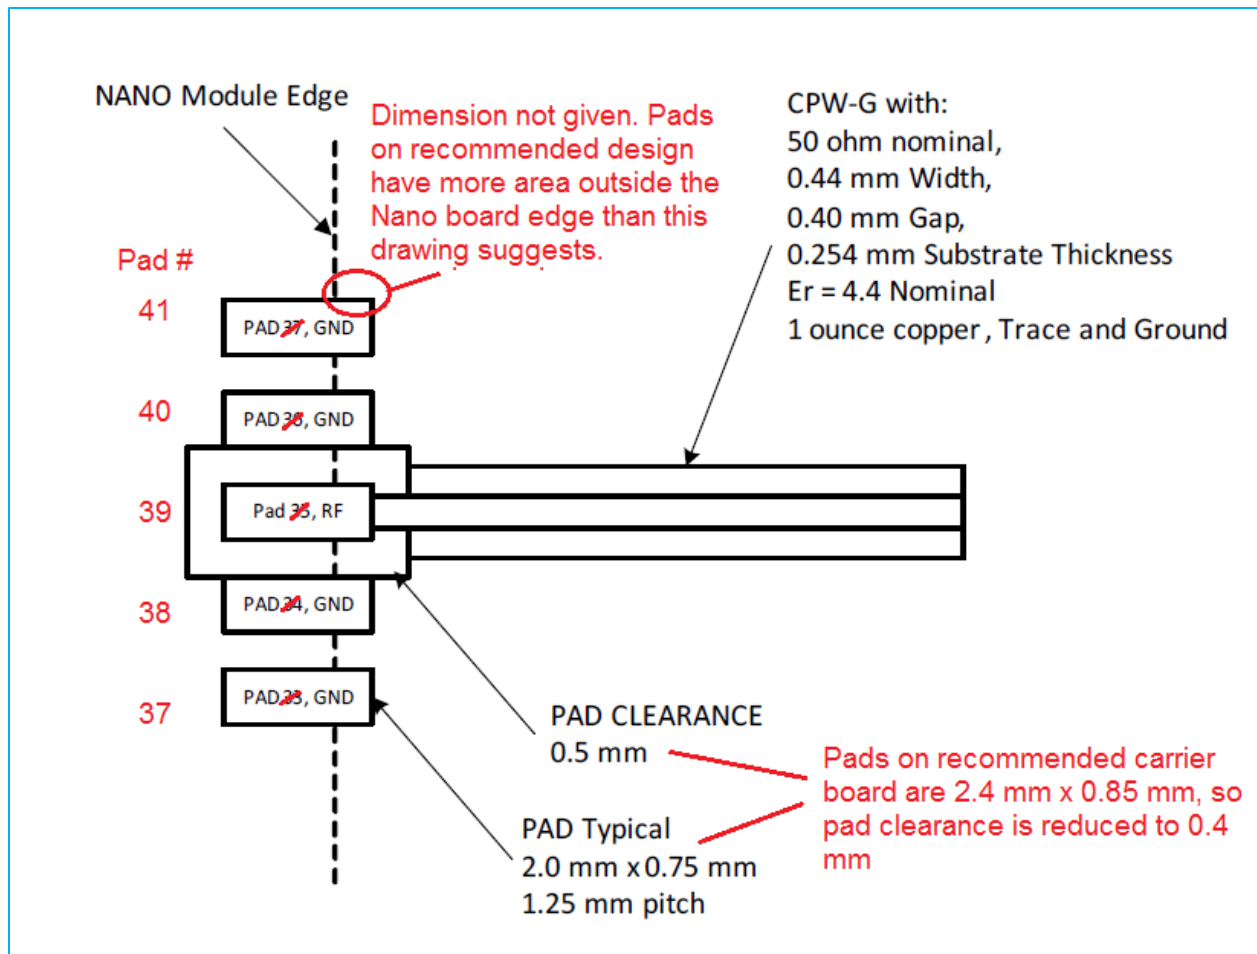 NANO Module Edge
Dimension not given. Pads
on recommended design
have more area outside the
Nano board edge than this
drawing suggests.
CPW-G with:
50 ohm nominal,
0.44 mm Width,
0.40 mm Gap,
0.254 mm Substrate Thickness
Er = 4.4 Nominal
1 ounce copper, Trace and Ground
Pad #
41
PAD 37, GND
40
PAD 36, GND
39
Pad 35, RF
38
PAD 34, GND
37
PAD 33, GND
PAD CLEARANCE
0.5 mm
PAD Typical
2.0 mm x 0.75 mm
1.25 mm pitch
Pads on recommended carrier
board are 2.4 mm x 0.85 mm, so
pad clearance is reduced to 0.4
mm